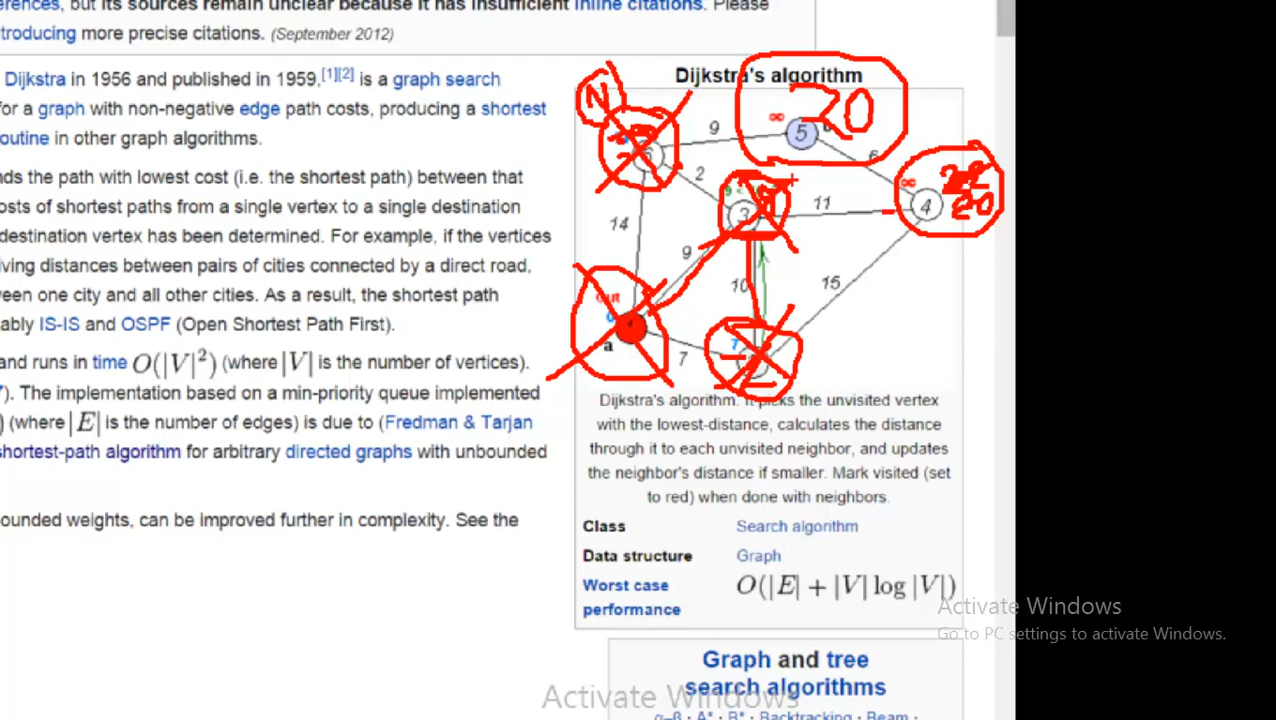 erences, but its sources remain unclear because it has insufficient inline citations. Please
troducing more precise citations. (September 2012)
Dijkstra in 1956 and published in 1959,[1][2] is a graph search
for a graph with non-negative edge path costs, producing a shortest
routine in other graph algorithms.
nds the path with lowest cost (i.e. the shortest path) between that
osts of shortest paths from a single vertex to a single destination
destination vertex has been determined. For example, if the vertices
iving distances between pairs of cities connected by a direct road,
ween one city and all other cities. As a result, the shortest path
ably IS-IS and OSPF (Open Shortest Path First).
and runs in time O(|V|²) (where |V| is the number of vertices).
). The implementation based on a min-priority queue implemented
(where |E| is the number of edges) is due to (Fredman & Tarjan
shortest-path algorithm for arbitrary directed graphs with unbounded
ounded weights, can be improved further in complexity. See the
Dijkstra's algorithm
N
20
9
∞
5
6
2
3
11
∞
4
20
14
9
10
15
out
0
a
7
7
Dijkstra's algorithm. It picks the unvisited vertex
with the lowest-distance, calculates the distance
through it to each unvisited neighbor, and updates
the neighbor's distance if smaller. Mark visited (set
to red) when done with neighbors.
Class Search algorithm
Data structure Graph
Worst case O(|E| + |V| log |V|)
performance
Graph and tree
search algorithms
α–β · A* · B* · Backtracking · Beam ·
Activate Windows
Go to PC settings to activate Windows.
Activate Windows